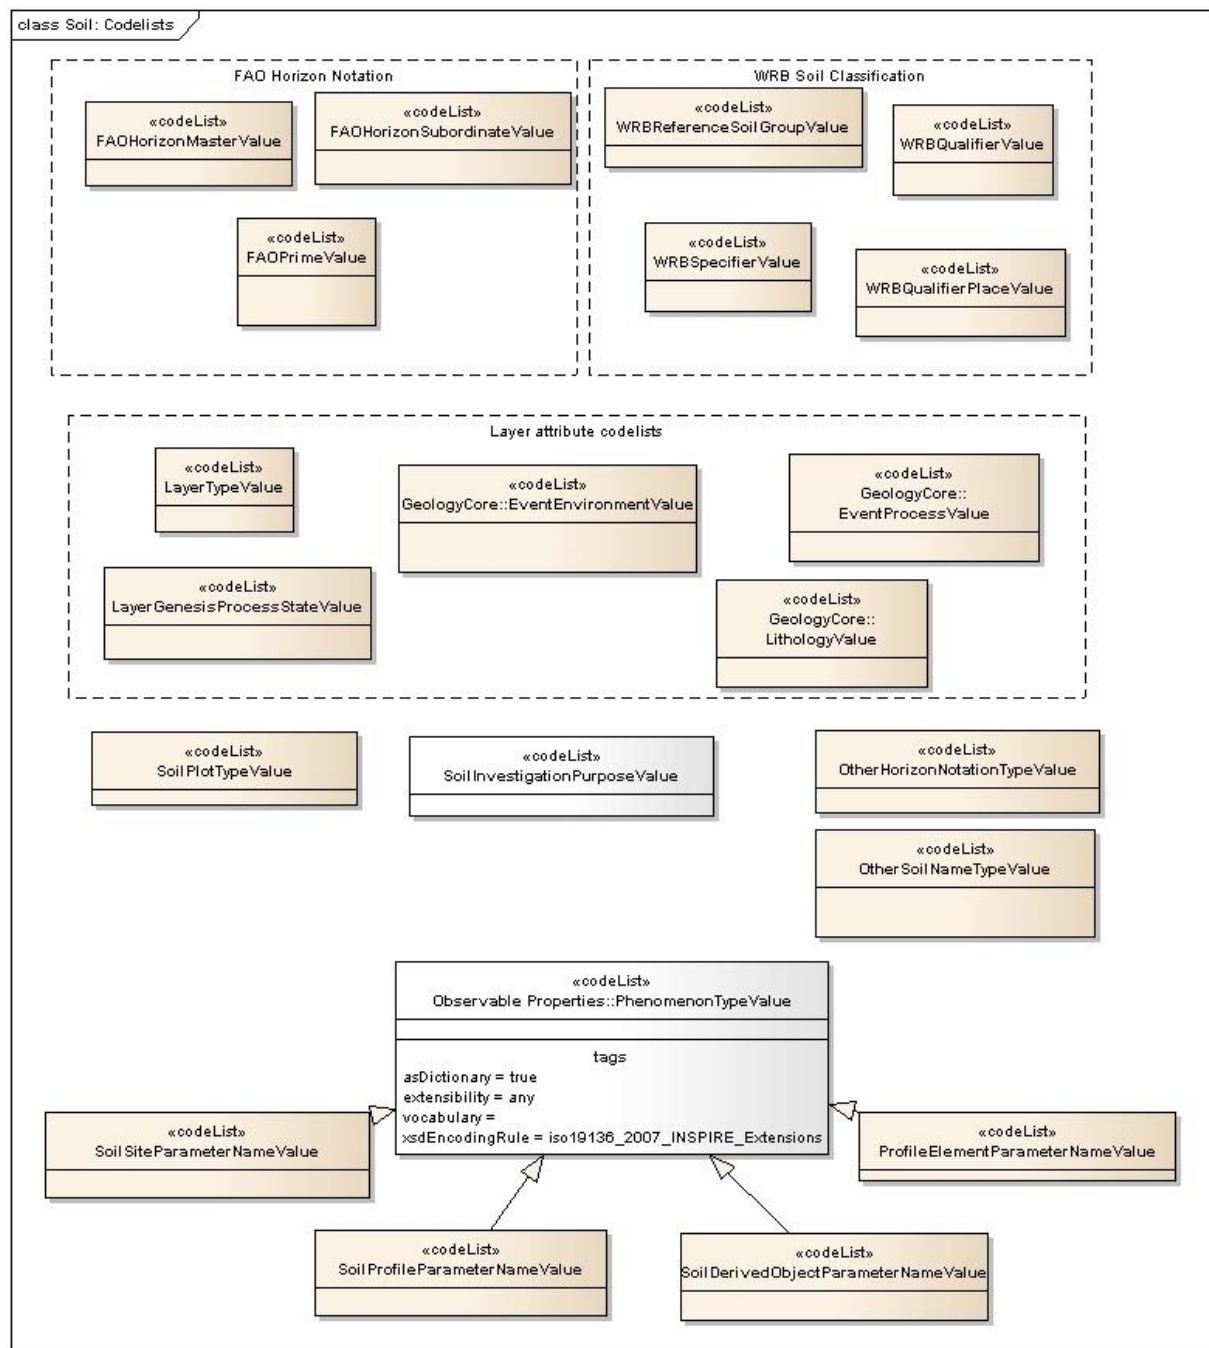 class Soil: Codelists
FAO Horizon Notation
«codeList»
FAOHorizonMasterValue
«codeList»
FAOHorizonSubordinateValue
«codeList»
FAOPrimeValue
WRB Soil Classification
«codeList»
WRBReferenceSoilGroupValue
«codeList»
WRBQualifierValue
«codeList»
WRBSpecifierValue
«codeList»
WRBQualifierPlaceValue
Layer attribute codelists
«codeList»
LayerTypeValue
«codeList»
GeologyCore::EventEnvironmentValue
«codeList»
GeologyCore::
EventProcessValue
«codeList»
LayerGenesisProcessStateValue
«codeList»
GeologyCore::
LithologyValue
«codeList»
SoilPlotTypeValue
«codeList»
SoilInvestigationPurposeValue
«codeList»
OtherHorizonNotationTypeValue
«codeList»
OtherSoilNameTypeValue
«codeList»
Observable Properties::PhenomenonTypeValue
tags
asDictionary = true
extensibility = any
vocabulary =
xsdEncodingRule = iso19136_2007_INSPIRE_Extensions
«codeList»
SoilSiteParameterNameValue
«codeList»
ProfileElementParameterNameValue
«codeList»
SoilProfileParameterNameValue
«codeList»
SoilDerivedObjectParameterNameValue